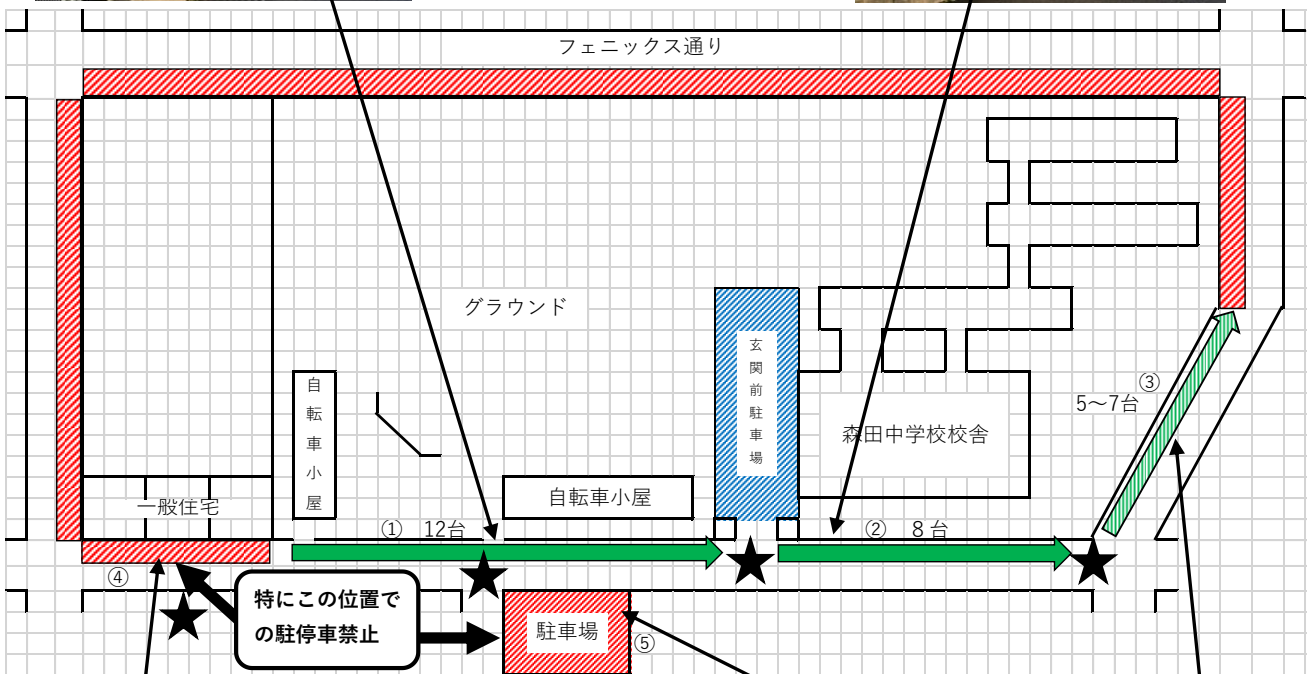 フェニックス通り
グラウンド
玄関前駐車場
③
5～7台
自転車小屋
森田中学校校舎
一般住宅
自転車小屋
① 12台
② 8台
④
特にこの位置で
の駐停車禁止
駐車場
⑤